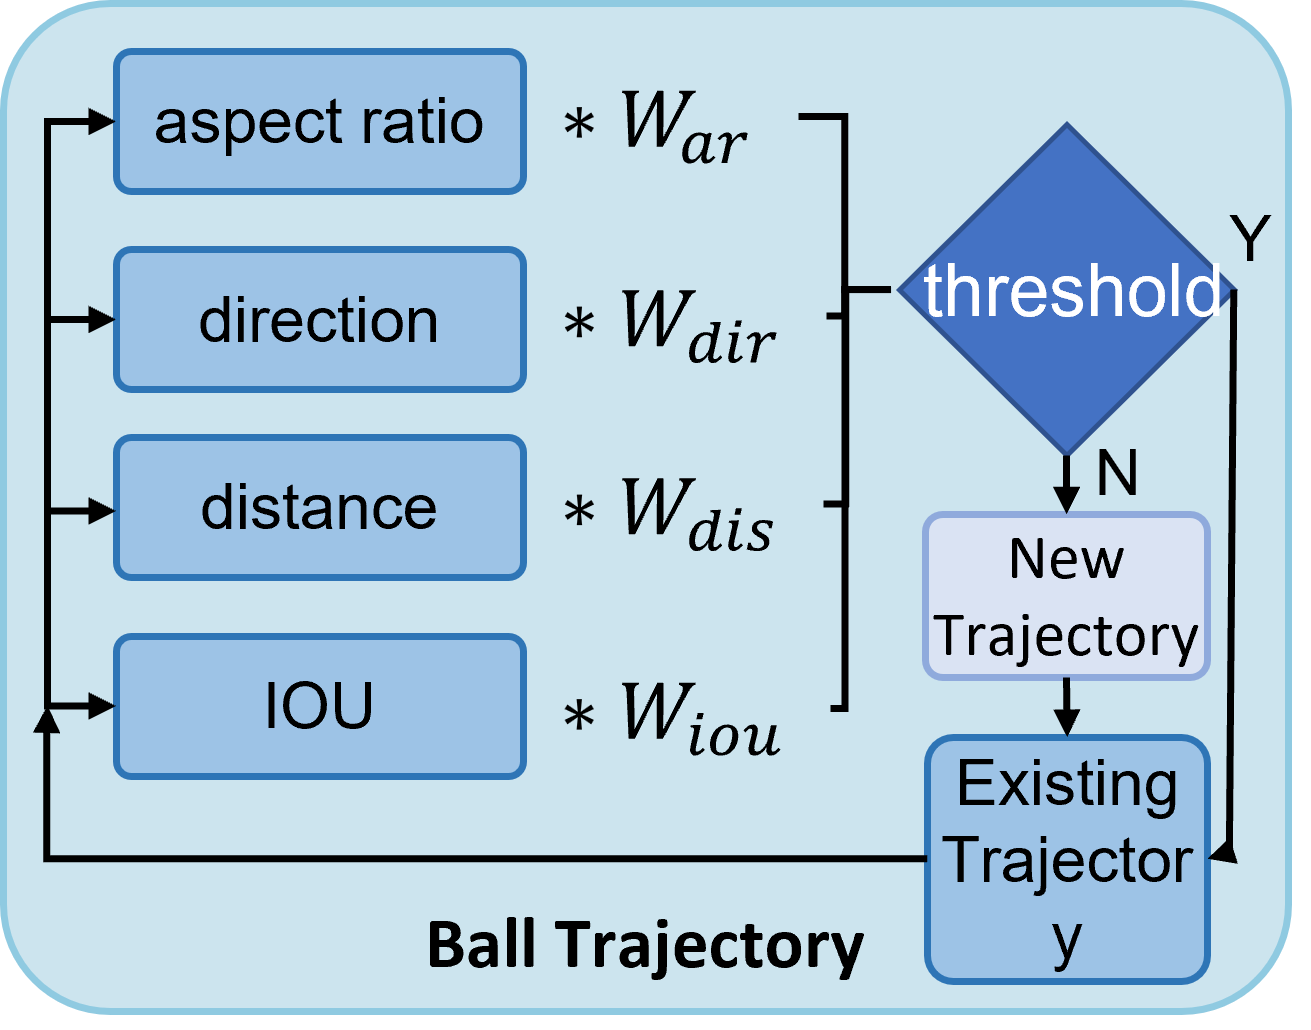 aspect ratio * W_ar
direction * W_dir
distance * W_dis
IOU * W_iou
threshold
Y
N
New
Trajectory
Existing
Trajector
y
Ball Trajectory